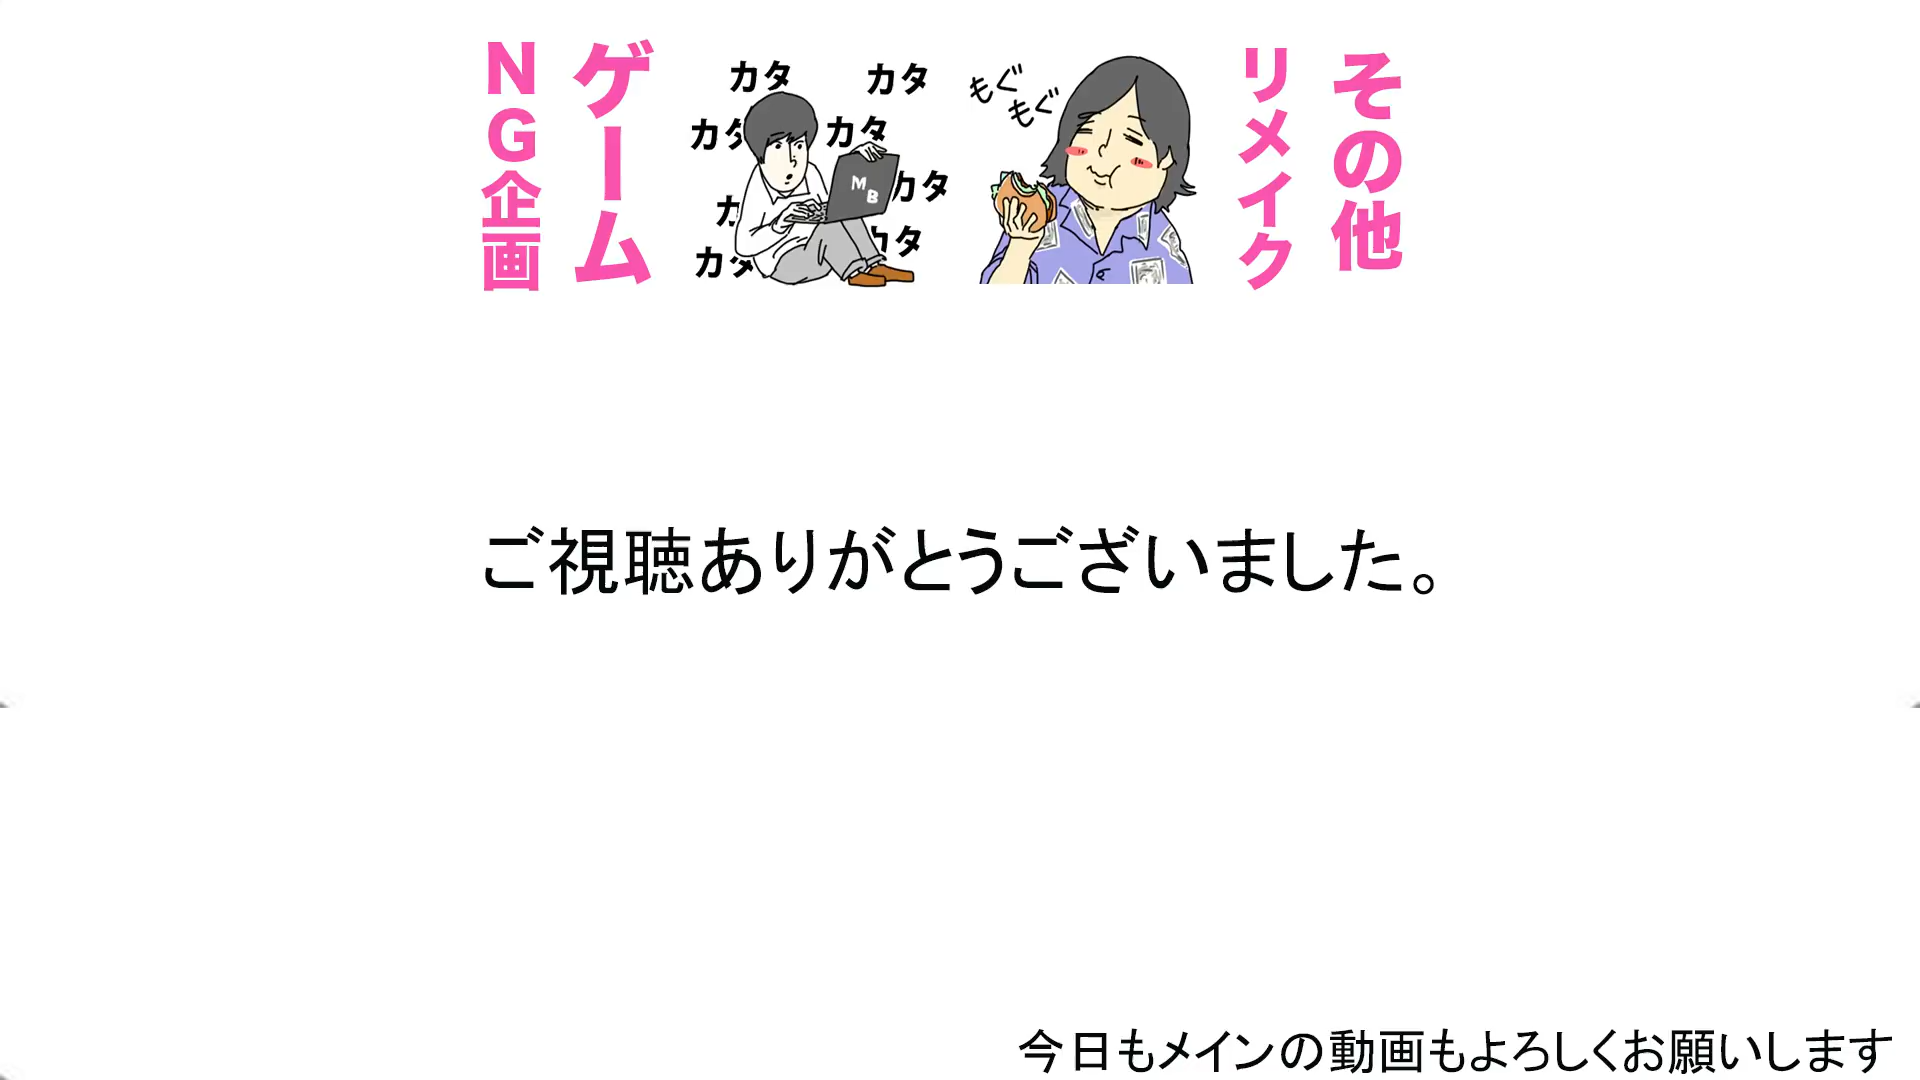 ゲーム
NG企画
カタ
カタ
カタ
カタ
カタ
カ
カタ
カタ
MB
もぐ
もぐ
その他
リメイク
ご視聴ありがとうございました。
今日もメインの動画もよろしくお願いします